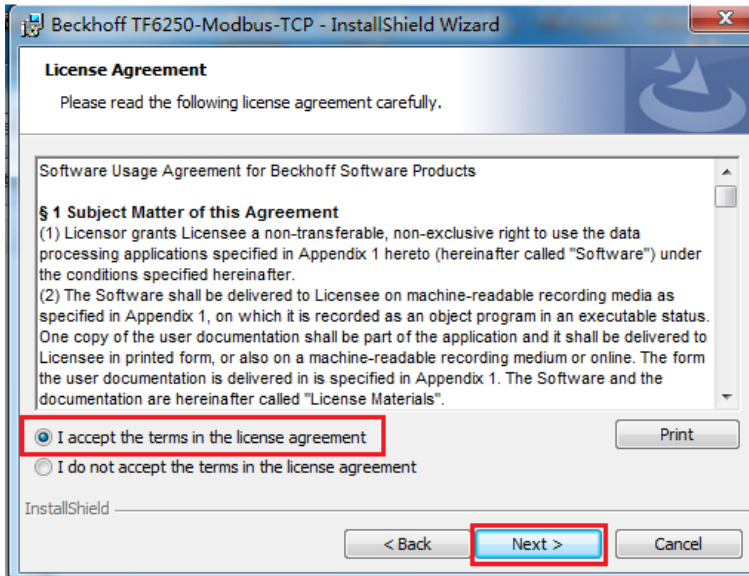 Beckhoff TF6250-Modbus-TCP - InstallShield Wizard
License Agreement
Please read the following license agreement carefully.
Software Usage Agreement for Beckhoff Software Products
§ 1 Subject Matter of this Agreement
(1) Licensor grants Licensee a non-transferable, non-exclusive right to use the data
processing applications specified in Appendix 1 hereto (hereinafter called "Software") under
the conditions specified hereinafter.
(2) The Software shall be delivered to Licensee on machine-readable recording media as
specified in Appendix 1, on which it is recorded as an object program in an executable status.
One copy of the user documentation shall be part of the application and it shall be delivered to
Licensee in printed form, or also on a machine-readable recording medium or online. The form
the user documentation is delivered in is specified in Appendix 1. The Software and the
documentation are hereinafter called "License Materials".
I accept the terms in the license agreement
Print
I do not accept the terms in the license agreement
InstallShield
< Back
Next >
Cancel